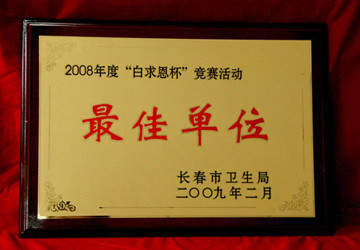 2008年度“白求恩杯”竞赛活动
最佳单位
长春市卫生局
二〇〇九年二月